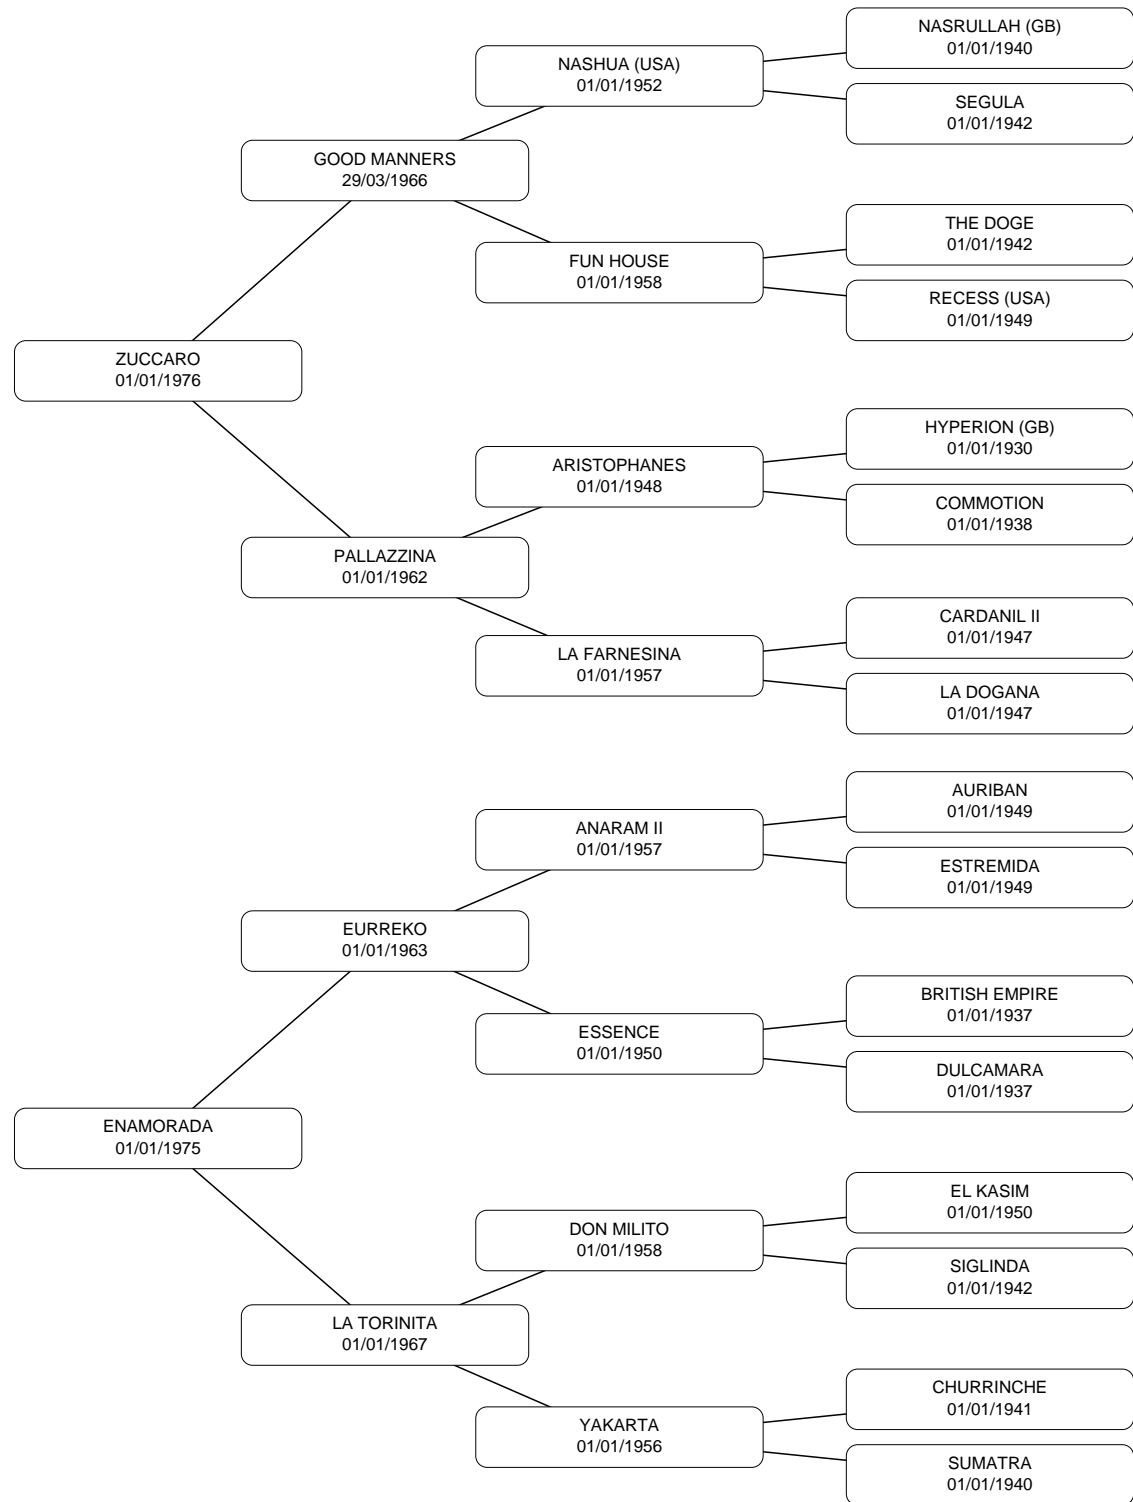 NASRULLAH (GB)
01/01/1940
NASHUA (USA)
01/01/1952
SEGULA
01/01/1942
GOOD MANNERS
29/03/1966
THE DOGE
01/01/1942
FUN HOUSE
01/01/1958
RECESS (USA)
01/01/1949
ZUCCARO
01/01/1976
HYPERION (GB)
01/01/1930
ARISTOPHANES
01/01/1948
COMMOTION
01/01/1938
PALLAZZINA
01/01/1962
CARDANIL II
01/01/1947
LA FARNESINA
01/01/1957
LA DOGANA
01/01/1947
AURIBAN
01/01/1949
ANARAM II
01/01/1957
ESTREMIDA
01/01/1949
EURREKO
01/01/1963
BRITISH EMPIRE
01/01/1937
ESSENCE
01/01/1950
DULCAMARA
01/01/1937
ENAMORADA
01/01/1975
EL KASIM
01/01/1950
DON MILITO
01/01/1958
SIGLINDA
01/01/1942
LA TORINITA
01/01/1967
CHURRINCHE
01/01/1941
YAKARTA
01/01/1956
SUMATRA
01/01/1940